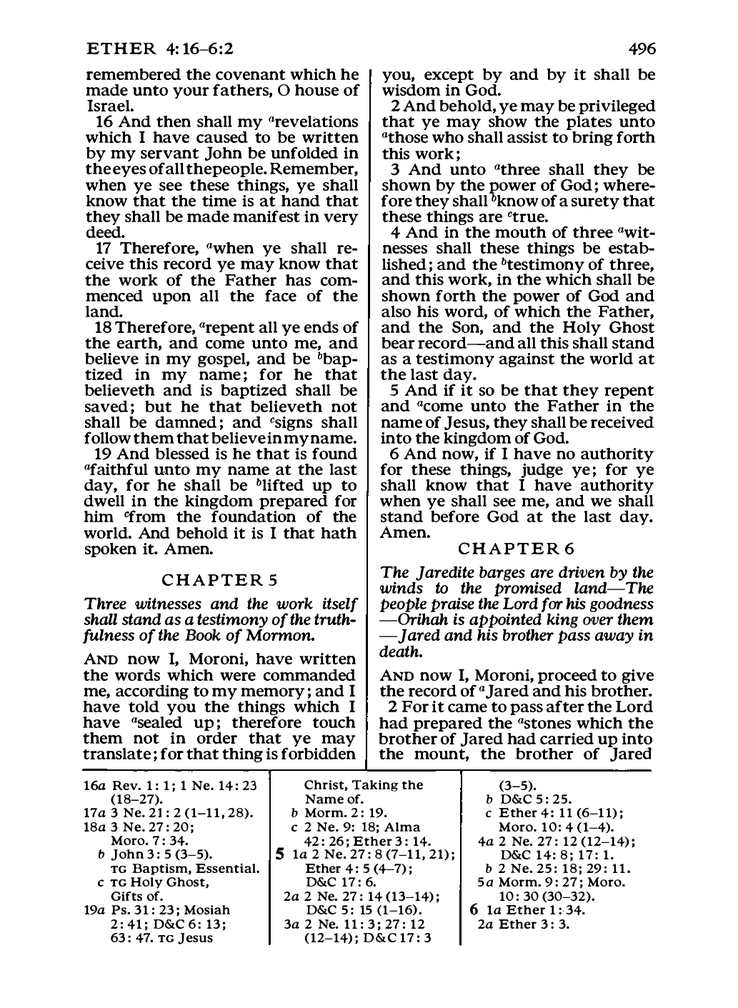 ETHER 4:16–6:2
496
remembered the covenant which he
made unto your fathers, O house of
Israel.
16 And then shall my ᵃrevelations
which I have caused to be written
by my servant John be unfolded in
the eyes of all the people. Remember,
when ye see these things, ye shall
know that the time is at hand that
they shall be made manifest in very
deed.
17 Therefore, ᵃwhen ye shall re-
ceive this record ye may know that
the work of the Father has com-
menced upon all the face of the
land.
18 Therefore, ᵃrepent all ye ends of
the earth, and come unto me, and
believe in my gospel, and be ᵇbap-
tized in my name; for he that
believeth and is baptized shall be
saved; but he that believeth not
shall be damned; and ᶜsigns shall
follow them that believe in my name.
19 And blessed is he that is found
ᵃfaithful unto my name at the last
day, for he shall be ᵇlifted up to
dwell in the kingdom prepared for
him ᶜfrom the foundation of the
world. And behold it is I that hath
spoken it. Amen.
CHAPTER 5
Three witnesses and the work itself
shall stand as a testimony of the truth-
fulness of the Book of Mormon.
AND now I, Moroni, have written
the words which were commanded
me, according to my memory; and I
have told you the things which I
have ᵃsealed up; therefore touch
them not in order that ye may
translate; for that thing is forbidden
you, except by and by it shall be
wisdom in God.
2 And behold, ye may be privileged
that ye may show the plates unto
ᵃthose who shall assist to bring forth
this work;
3 And unto ᵃthree shall they be
shown by the power of God; where-
fore they shall ᵇknow of a surety that
these things are ᶜtrue.
4 And in the mouth of three ᵃwit-
nesses shall these things be estab-
lished; and the ᵇtestimony of three,
and this work, in the which shall be
shown forth the power of God and
also his word, of which the Father,
and the Son, and the Holy Ghost
bear record—and all this shall stand
as a testimony against the world at
the last day.
5 And if it so be that they repent
and ᵃcome unto the Father in the
name of Jesus, they shall be received
into the kingdom of God.
6 And now, if I have no authority
for these things, judge ye; for ye
shall know that I have authority
when ye shall see me, and we shall
stand before God at the last day.
Amen.
CHAPTER 6
The Jaredite barges are driven by the
winds to the promised land—The
people praise the Lord for his goodness
—Orihah is appointed king over them
—Jared and his brother pass away in
death.
AND now I, Moroni, proceed to give
the record of ᵃJared and his brother.
2 For it came to pass after the Lord
had prepared the ᵃstones which the
brother of Jared had carried up into
the mount, the brother of Jared
16a Rev. 1:1; 1 Ne. 14:23
(18–27).
17a 3 Ne. 21:2 (1–11, 28).
18a 3 Ne. 27:20;
Moro. 7:34.
b John 3:5 (3–5).
TG Baptism, Essential.
c TG Holy Ghost,
Gifts of.
19a Ps. 31:23; Mosiah
2:41; D&C 6:13;
63:47. TG Jesus
Christ, Taking the
Name of.
b Morm. 2:19.
c 2 Ne. 9:18; Alma
42:26; Ether 3:14.
5 1a 2 Ne. 27:8 (7–11, 21);
Ether 4:5 (4–7);
D&C 17:6.
2a 2 Ne. 27:14 (13–14);
D&C 5:15 (1–16).
3a 2 Ne. 11:3; 27:12
(12–14); D&C 17:3
(3–5).
b D&C 5:25.
c Ether 4:11 (6–11);
Moro. 10:4 (1–4).
4a 2 Ne. 27:12 (12–14);
D&C 14:8; 17:1.
b 2 Ne. 25:18; 29:11.
5a Morm. 9:27; Moro.
10:30 (30–32).
6 1a Ether 1:34.
2a Ether 3:3.